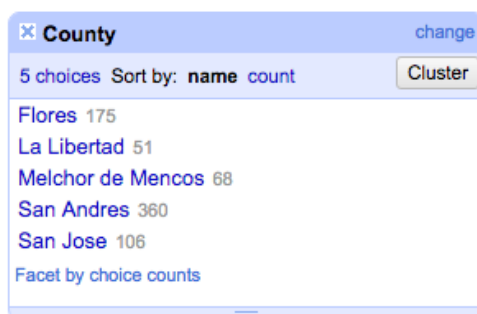 County change
5 choices Sort by: name count Cluster
Flores 175
La Libertad 51
Melchor de Mencos 68
San Andres 360
San Jose 106
Facet by choice counts